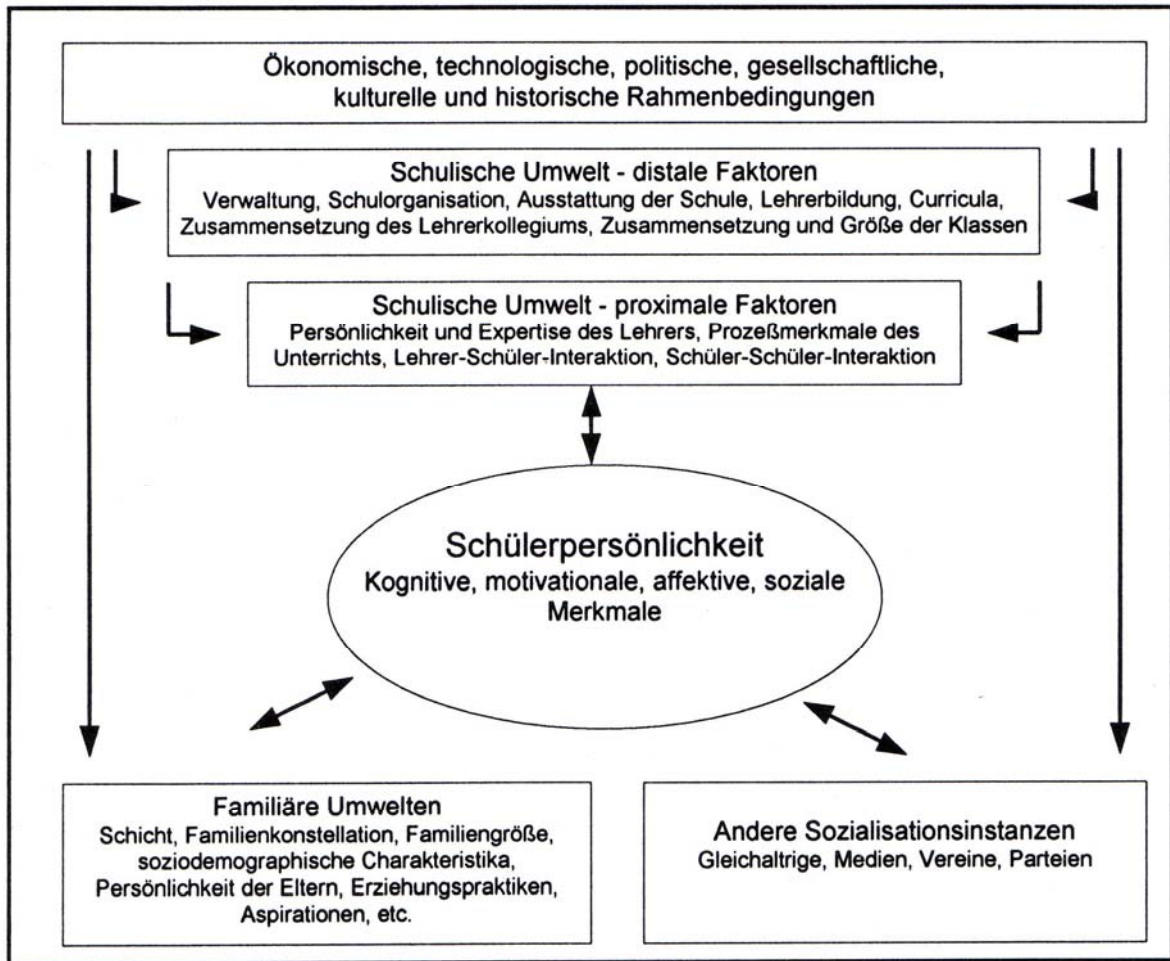 Ökonomische, technologische, politische, gesellschaftliche,
kulturelle und historische Rahmenbedingungen
Schulische Umwelt - distale Faktoren
Verwaltung, Schulorganisation, Ausstattung der Schule, Lehrerbildung, Curricula,
Zusammensetzung des Lehrerkollegiums, Zusammensetzung und Größe der Klassen
Schulische Umwelt - proximale Faktoren
Persönlichkeit und Expertise des Lehrers, Prozeßmerkmale des
Unterrichts, Lehrer-Schüler-Interaktion, Schüler-Schüler-Interaktion
Schülerpersönlichkeit
Kognitive, motivationale, affektive, soziale
Merkmale
Familiäre Umwelten
Schicht, Familienkonstellation, Familiengröße,
soziodemographische Charakteristika,
Persönlichkeit der Eltern, Erziehungspraktiken,
Aspirationen, etc.
Andere Sozialisationsinstanzen
Gleichaltrige, Medien, Vereine, Parteien